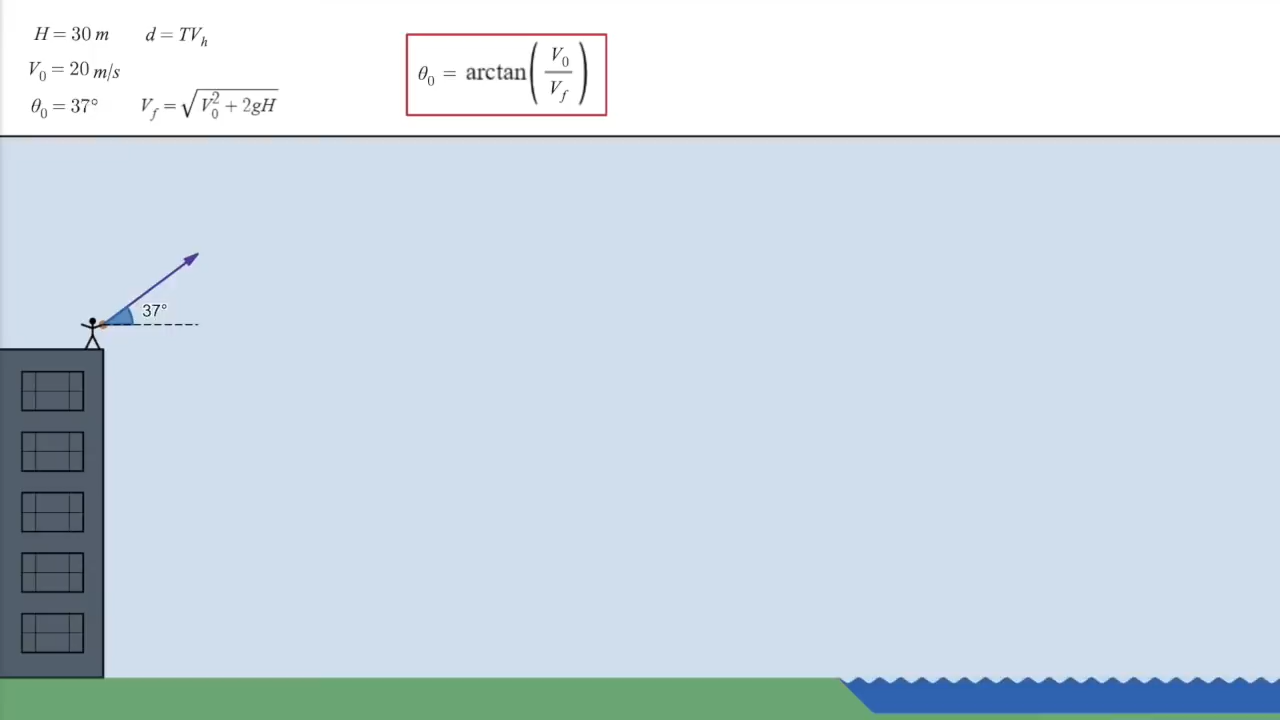 H = 30 m d = TV_h
V_0 = 20 m/s
θ_0 = 37° V_f = √(V_0^2 + 2gH)
θ_0 = arctan(V_0/V_f)
37°